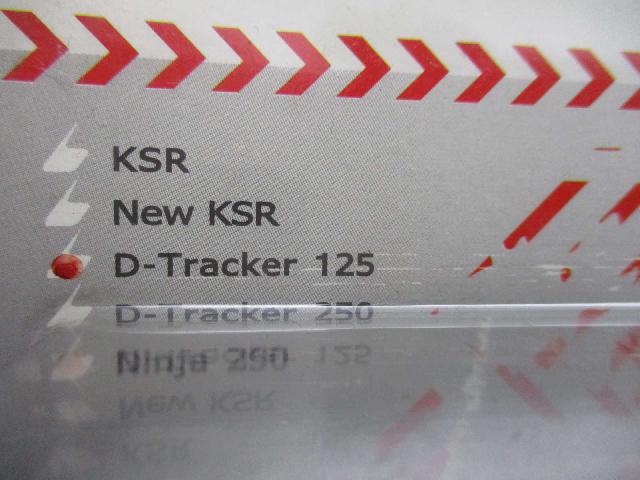 KSR
New KSR
D-Tracker 125
D-Tracker 250
Ninja 250